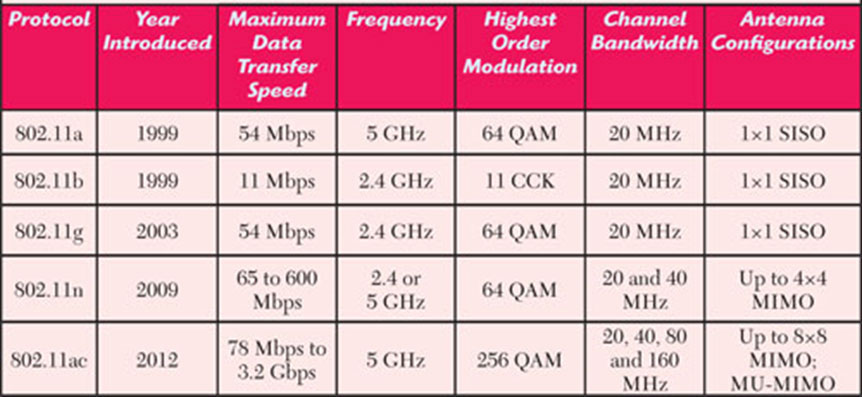 Protocol Year Introduced Maximum Data Transfer Speed Frequency Highest Order Modulation Channel Bandwidth Antenna Configurations
802.11a 1999 54 Mbps 5 GHz 64 QAM 20 MHz 1×1 SISO
802.11b 1999 11 Mbps 2.4 GHz 11 CCK 20 MHz 1×1 SISO
802.11g 2003 54 Mbps 2.4 GHz 64 QAM 20 MHz 1×1 SISO
802.11n 2009 65 to 600 Mbps 2.4 or 5 GHz 64 QAM 20 and 40 MHz Up to 4×4 MIMO
802.11ac 2012 78 Mbps to 3.2 Gbps 5 GHz 256 QAM 20, 40, 80 and 160 MHz Up to 8×8 MIMO; MU-MIMO